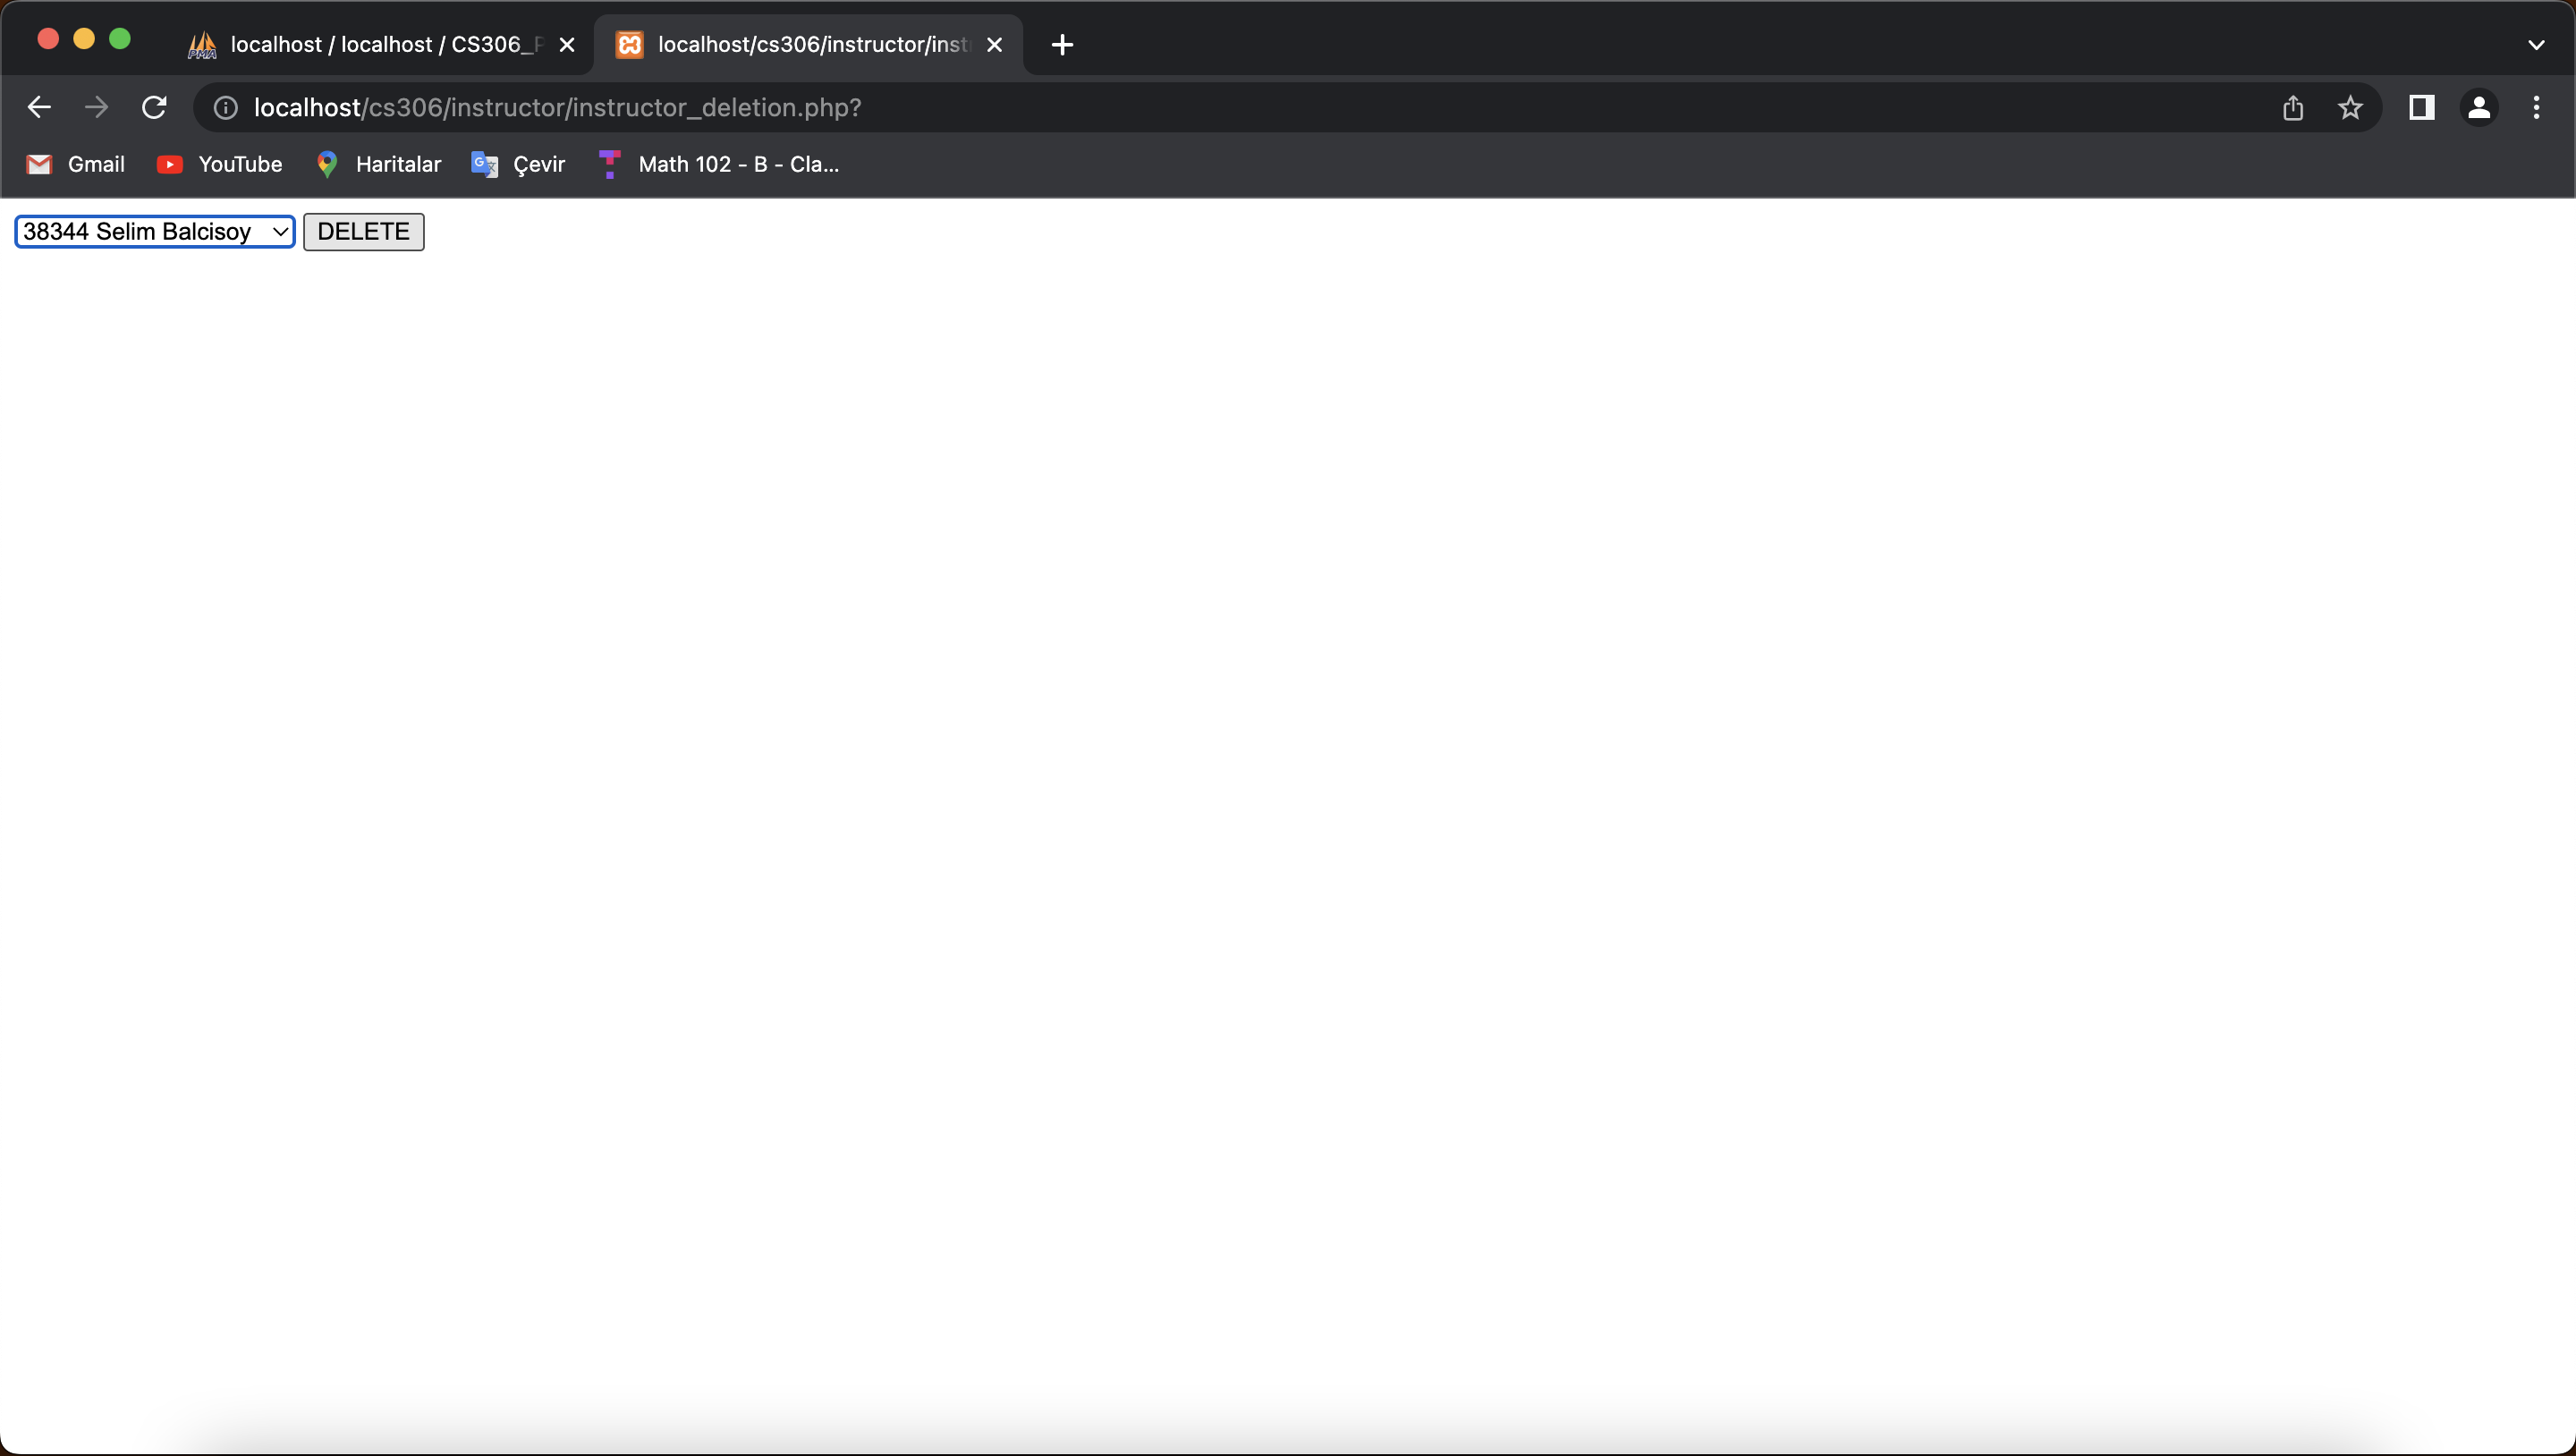 localhost / localhost / CS306_P
localhost/cs306/instructor/inst
localhost/cs306/instructor/instructor_deletion.php?
Gmail YouTube Haritalar Çevir Math 102 - B - Cla...
38344 Selim Balcisoy DELETE